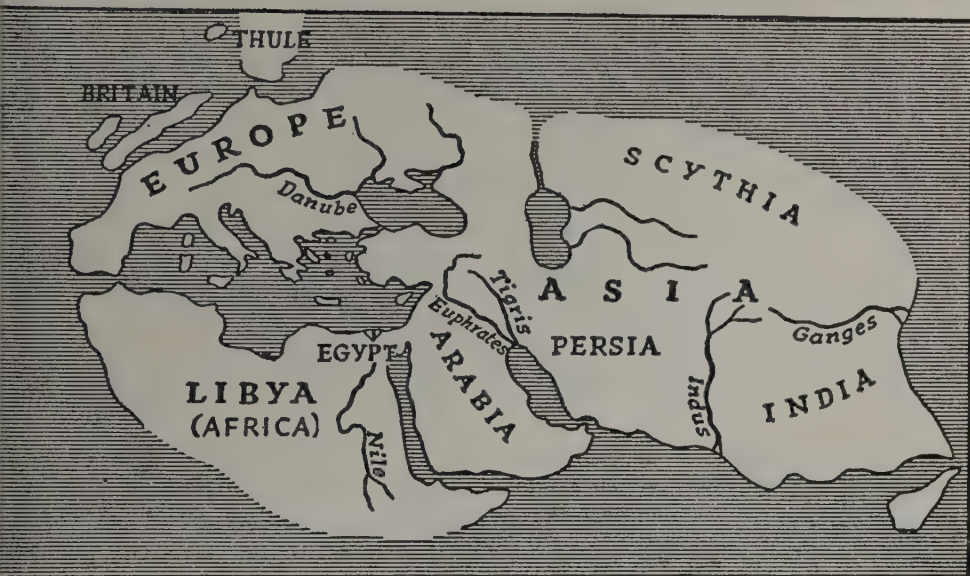 THULE
BRITAIN
EUROPE
SCYTHIA
Danube
ASIA
Tigris
Euphrates
Ganges
PERSIA
EGYPT
ARABIA
INDIA
LIBYA
(AFRICA)
Indus
Nile